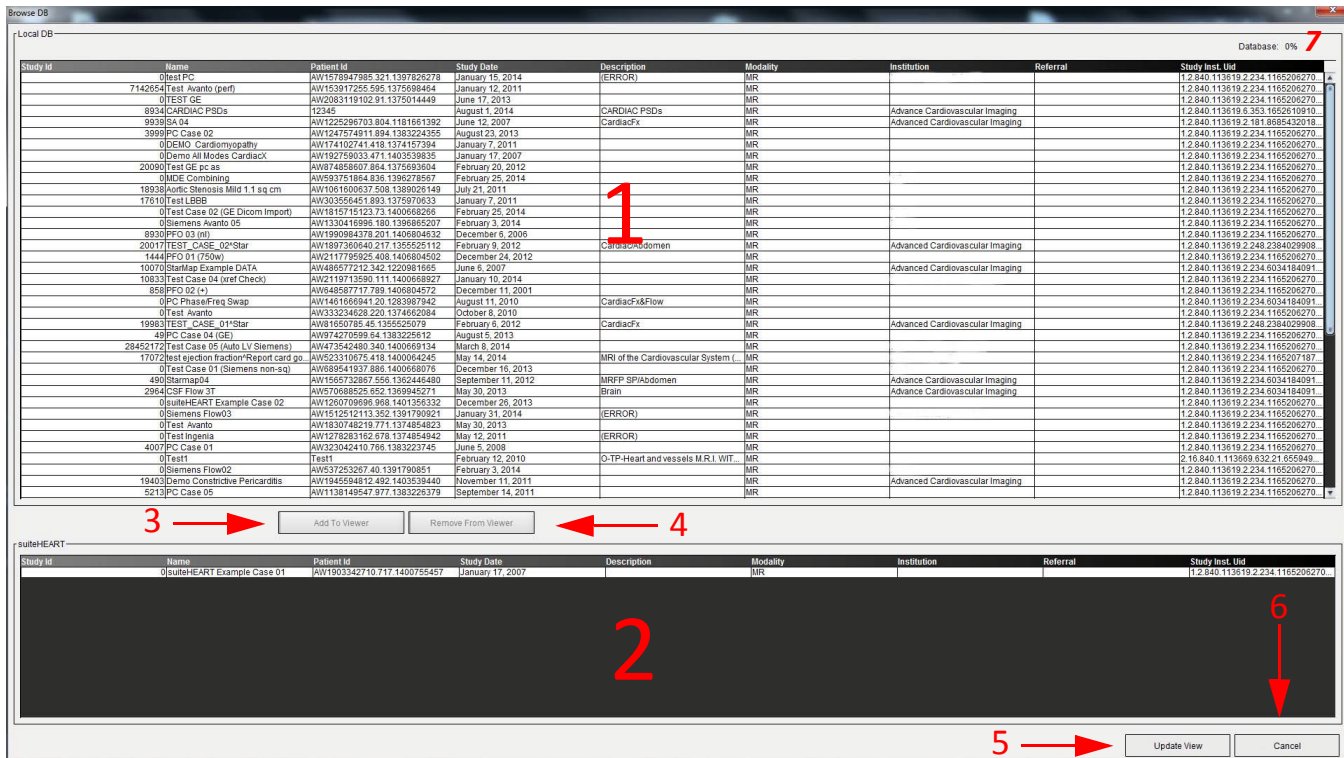 Browse DB
Local DB
Database: 0% 7
Study Id Name Patient Id Study Date Description Modality Institution Referral Study Inst. Uid
0 test PC AW1578947985.321.1397826278 January 15, 2014 (ERROR) MR 1.2.840.113619.2.234.1165206270...
7142654 Test Avanto (perf) AW153917255.595.1375698464 January 12, 2011 MR 1.2.840.113619.2.234.1165206270...
0 TEST GE AW2083119102.91.1375014449 June 17, 2013 MR 1.2.840.113619.2.234.1165206270...
8934 CARDIAC PSDs 12345 August 1, 2014 CARDIAC PSDs MR Advance Cardiovascular Imaging 1.2.840.113619.6.353.1652610910...
9939 SA 04 AW1225296703.804.1181661392 June 12, 2007 CardiacFx MR Advanced Cardiovascular Imaging 1.2.840.113619.2.181.8685432018...
3999 PC Case 02 AW1247574911.894.1383224355 August 23, 2013 MR 1.2.840.113619.2.234.1165206270...
0 DEMO Cardiomyopathy AW174102741.418.1374157394 January 7, 2011 MR 1.2.840.113619.2.234.1165206270...
0 Demo All Modes CardiacX AW192759033.471.1403539835 January 17, 2007 MR 1.2.840.113619.2.234.1165206270...
20090 Test GE pc as AW874858607.864.1375693604 February 20, 2012 MR 1.2.840.113619.2.234.1165206270...
0 MDE Combining AW593751864.836.1396278567 February 25, 2014 MR 1.2.840.113619.2.234.1165206270...
18938 Aortic Stenosis Mild 1.1 sq cm AW1061600637.508.1389026149 July 21, 2011 MR 1.2.840.113619.2.234.1165206270...
17610 Test LBBB AW303556451.893.1375970633 January 7, 2011 MR 1.2.840.113619.2.234.1165206270...
0 Test Case 02 (GE Dicom Import) AW1815715123.73.1400668266 February 25, 2014 MR 1.2.840.113619.2.234.1165206270...
0 Siemens Avanto 05 AW1330416996.180.1396865207 February 3, 2014 MR 1.2.840.113619.2.234.1165206270...
8930 PFO 03 (nl) AW1990984378.201.1406804632 December 6, 2006 MR 1.2.840.113619.2.234.1165206270...
20017 TEST_CASE_02^Star AW1897360640.217.1355525112 February 9, 2012 Cardiac/Abdomen MR Advanced Cardiovascular Imaging 1.2.840.113619.2.248.2384029908...
1444 PFO 01 (750w) AW2117795925.408.1406804502 December 24, 2012 MR 1.2.840.113619.2.234.1165206270...
10070 StarMap Example DATA AW486577212.342.1220981665 June 6, 2007 MR Advanced Cardiovascular Imaging 1.2.840.113619.2.234.6034184091...
10833 Test Case 04 (xref Check) AW2119713590.111.1400668927 January 10, 2014 MR 1.2.840.113619.2.234.1165206270...
858 PFO 02 (+) AW648587717.789.1406804572 December 11, 2001 MR 1.2.840.113619.2.234.1165206270...
0 PC Phase/Freq Swap AW1461666941.20.1283987942 August 11, 2010 CardiacFx&Flow MR 1.2.840.113619.2.234.6034184091...
0 Test Avanto AW333234628.220.1374662084 October 8, 2010 MR 1.2.840.113619.2.234.1165206270...
19983 TEST_CASE_01^Star AW81650785.45.1355525079 February 6, 2012 CardiacFx MR Advanced Cardiovascular Imaging 1.2.840.113619.2.248.2384029908...
49 PC Case 04 (GE) AW974270599.64.1383225612 August 5, 2013 MR 1.2.840.113619.2.234.1165206270...
28452172 Test Case 05 (Auto LV Siemens) AW473542480.340.1400669134 March 8, 2014 MR 1.2.840.113619.2.234.1165206270...
17072 test ejection fraction^Report card go... AW523310675.418.1400064245 May 14, 2014 MRI of the Cardiovascular System (... MR 1.2.840.113619.2.234.1165207187...
0 Test Case 01 (Siemens non-sq) AW689541937.886.1400668076 December 16, 2013 MR 1.2.840.113619.2.234.1165206270...
490 Starmap04 AW1565732867.556.1362446480 September 11, 2012 MRFP SP/Abdomen MR Advance Cardiovascular Imaging 1.2.840.113619.2.234.6034184091...
2964 CSF Flow 3T AW570688525.652.1369945271 May 30, 2013 Brain MR Advance Cardiovascular Imaging 1.2.840.113619.2.234.6034184091...
0 suiteHEART Example Case 02 AW1260709696.968.1401356332 December 26, 2013 MR 1.2.840.113619.2.234.1165206270...
0 Siemens Flow03 AW1512512113.352.1391790921 January 31, 2014 (ERROR) MR 1.2.840.113619.2.234.1165206270...
0 Test Avanto AW1830748219.771.1374854823 May 30, 2013 MR 1.2.840.113619.2.234.1165206270...
0 Test Ingenia AW1278283162.678.1374854942 May 12, 2011 (ERROR) MR 1.2.840.113619.2.234.1165206270...
4007 PC Case 01 AW323042410.766.1383223745 June 5, 2008 MR 1.2.840.113619.2.234.1165206270...
0 Test1 Test1 February 12, 2010 O-TP-Heart and vessels M.R.I. WIT... MR 2.16.840.1.113669.632.21.655949...
0 Siemens Flow02 AW537253267.40.1391790851 February 3, 2014 MR 1.2.840.113619.2.234.1165206270...
19403 Demo Constrictive Pericarditis AW1945594812.492.1403539440 November 11, 2011 MR Advanced Cardiovascular Imaging 1.2.840.113619.2.234.1165206270...
5213 PC Case 05 AW1138149547.977.1383226379 September 14, 2011 MR 1.2.840.113619.2.234.1165206270...
1
3 Add To Viewer Remove From Viewer 4
suiteHEART
Study Id Name Patient Id Study Date Description Modality Institution Referral Study Inst. Uid
0 suiteHEART Example Case 01 AW1903342710.717.1400755457 January 17, 2007 MR 1.2.840.113619.2.234.1165206270...
6
2
5 Update View Cancel